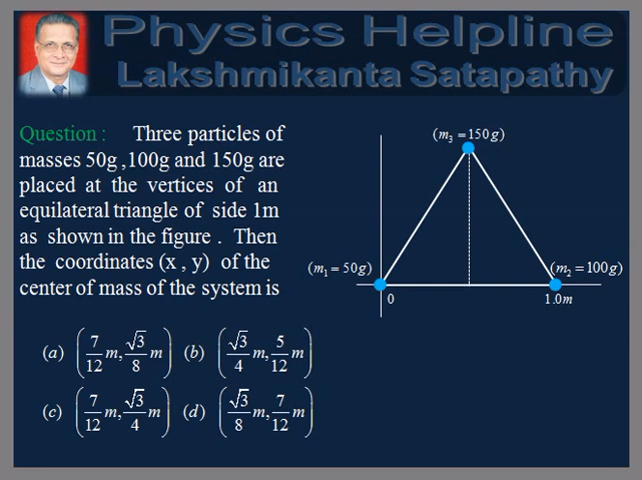 Physics Helpline
Lakshmikanta Satapathy
Question : Three particles of
masses 50g ,100g and 150g are
placed at the vertices of an
equilateral triangle of side 1m
as shown in the figure . Then
the coordinates (x , y) of the
center of mass of the system is
(m₃ = 150 g)
(m₁ = 50g)
(m₂ = 100g)
0
1.0m
(a) (7/12 m, √3/8 m) (b) (√3/4 m, 5/12 m)
(c) (7/12 m, √3/4 m) (d) (√3/8 m, 7/12 m)